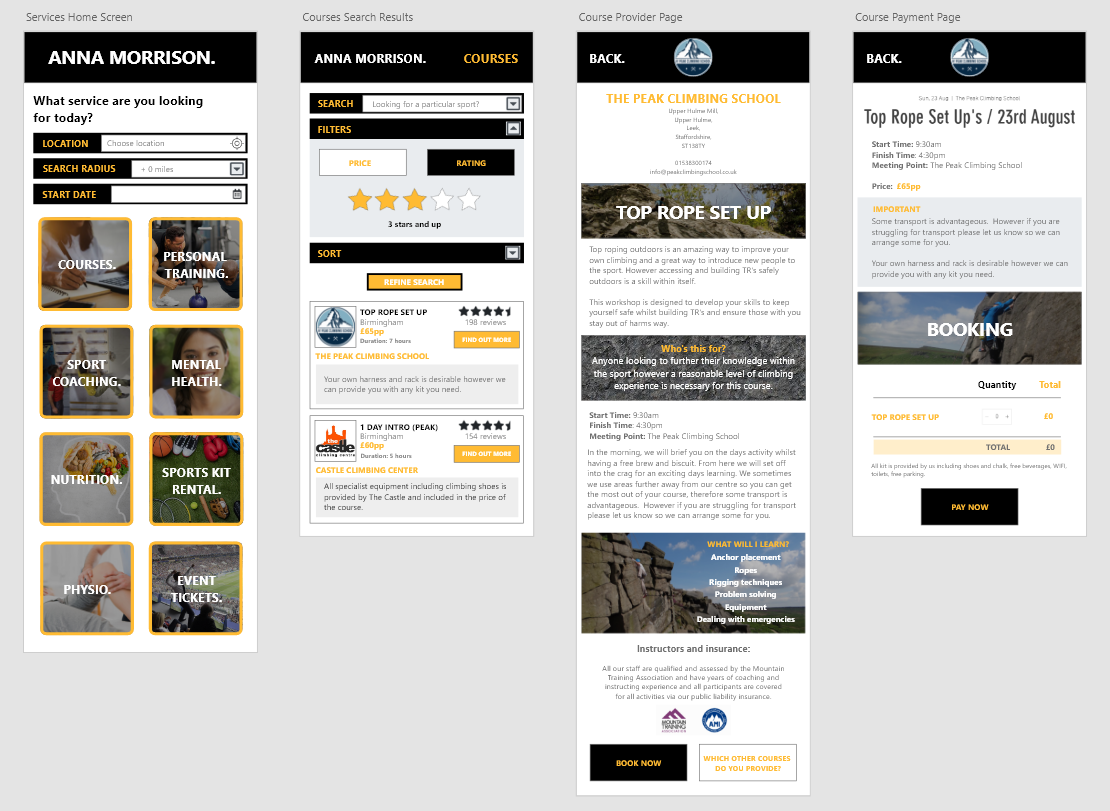 Services Home Screen
ANNA MORRISON.
What service are you looking
for today?
LOCATION Choose location
SEARCH RADIUS + 0 miles
START DATE
COURSES.
PERSONAL
TRAINING.
SPORT
COACHING.
MENTAL
HEALTH.
NUTRITION.
SPORTS KIT
RENTAL.
PHYSIO.
EVENT
TICKETS.
Courses Search Results
ANNA MORRISON. COURSES
SEARCH Looking for a particular sport?
FILTERS
PRICE RATING
3 stars and up
SORT
REFINE SEARCH
TOP ROPE SET UP
Birmingham
£65pp
Duration: 7 hours
198 reviews
FIND OUT MORE
THE PEAK CLIMBING SCHOOL
Your own harness and rack is desirable however we
can provide you with any kit you need.
the
castle
climbing centre
1 DAY INTRO (PEAK)
Birmingham
£60pp
Duration: 5 hours
154 reviews
FIND OUT MORE
CASTLE CLIMBING CENTER
All specialist equipment including climbing shoes is
provided by The Castle and included in the price of
the course.
Course Provider Page
BACK.
THE PEAK CLIMBING SCHOOL
Upper Hulme Mill,
Upper Hulme,
Leek,
Staffordshire,
ST138TY
01538300174
info@peakclimbingschool.co.uk
TOP ROPE SET UP
Top roping outdoors is an amazing way to improve your
own climbing and a great way to introduce new people to
the sport. However accessing and building TR's safely
outdoors is a skill within itself.
This workshop is designed to develop your skills to keep
yourself safe whilst building TR's and ensure those with you
stay out of harms way.
Who's this for?
Anyone looking to further their knowledge within
the sport however a reasonable level of climbing
experience is necessary for this course.
Start Time: 9:30am
Finish Time: 4:30pm
Meeting Point: The Peak Climbing School
In the morning, we will brief you on the days activity whilst
having a free brew and biscuit. From here we will set off
into the crag for an exciting days learning. We sometimes
we use areas further away from our centre so you can get
the most out of your course, therefore some transport is
advantageous. However if you are struggling for transport
please let us know so we can arrange some for you.
WHAT WILL I LEARN?
Anchor placement
Ropes
Rigging techniques
Problem solving
Equipment
Dealing with emergencies
Instructors and insurance:
All our staff are qualified and assessed by the Mountain
Training Association and have years of coaching and
instructing experience and all participants are covered
for all activities via our public liability insurance.
MOUNTAIN
TRAINING
ASSOCIATION
AMI
BOOK NOW
WHICH OTHER COURSES
DO YOU PROVIDE?
Course Payment Page
BACK.
Sun, 23 Aug | The Peak Climbing School
Top Rope Set Up's / 23rd August
Start Time: 9:30am
Finish Time: 4:30pm
Meeting Point: The Peak Climbing School
Price: £65pp
IMPORTANT
Some transport is advantageous. However if you are
struggling for transport please let us know so we can
arrange some for you.
Your own harness and rack is desirable however we can
provide you with any kit you need.
BOOKING
Quantity Total
TOP ROPE SET UP - 0 + £0
TOTAL £0
All kit is provided by us including shoes and chalk, free beverages, WIFI,
toilets, free parking.
PAY NOW